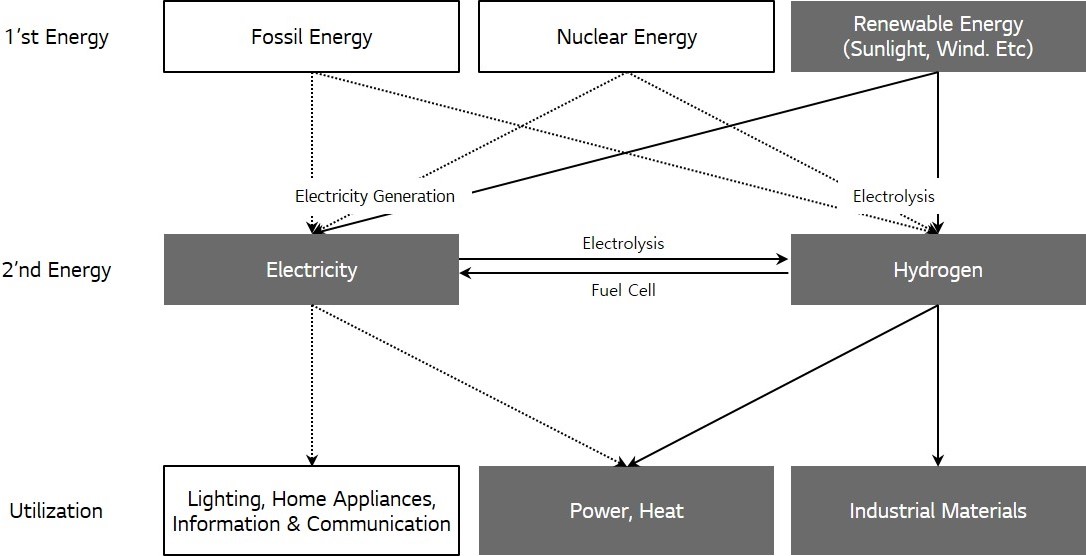 1’st Energy
Fossil Energy
Nuclear Energy
Renewable Energy
(Sunlight, Wind. Etc)
Electricity Generation
Electrolysis
2’nd Energy
Electricity
Electrolysis
Fuel Cell
Hydrogen
Utilization
Lighting, Home Appliances,
Information & Communication
Power, Heat
Industrial Materials